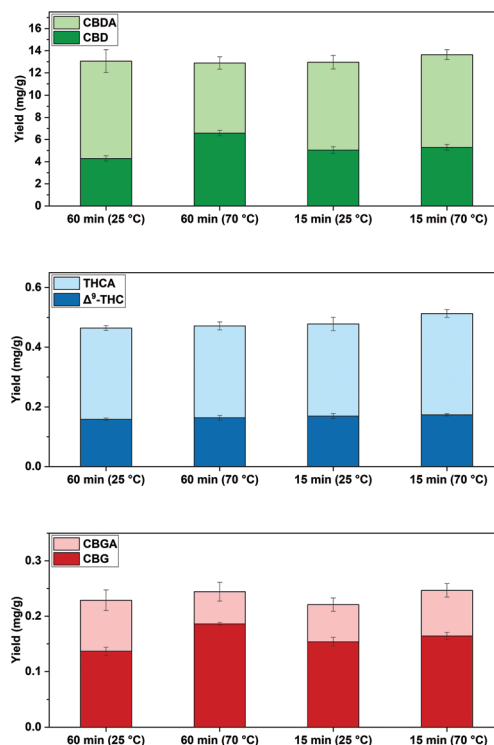 CBDA
CBD
Yield (mg/g)
16
14
12
10
8
6
4
2
0
60 min (25 °C) 60 min (70 °C) 15 min (25 °C) 15 min (70 °C)
THCA
Δ⁹-THC
Yield (mg/g)
0.6
0.4
0.2
0.0
60 min (25 °C) 60 min (70 °C) 15 min (25 °C) 15 min (70 °C)
CBGA
CBG
Yield (mg/g)
0.3
0.2
0.1
0.0
60 min (25 °C) 60 min (70 °C) 15 min (25 °C) 15 min (70 °C)